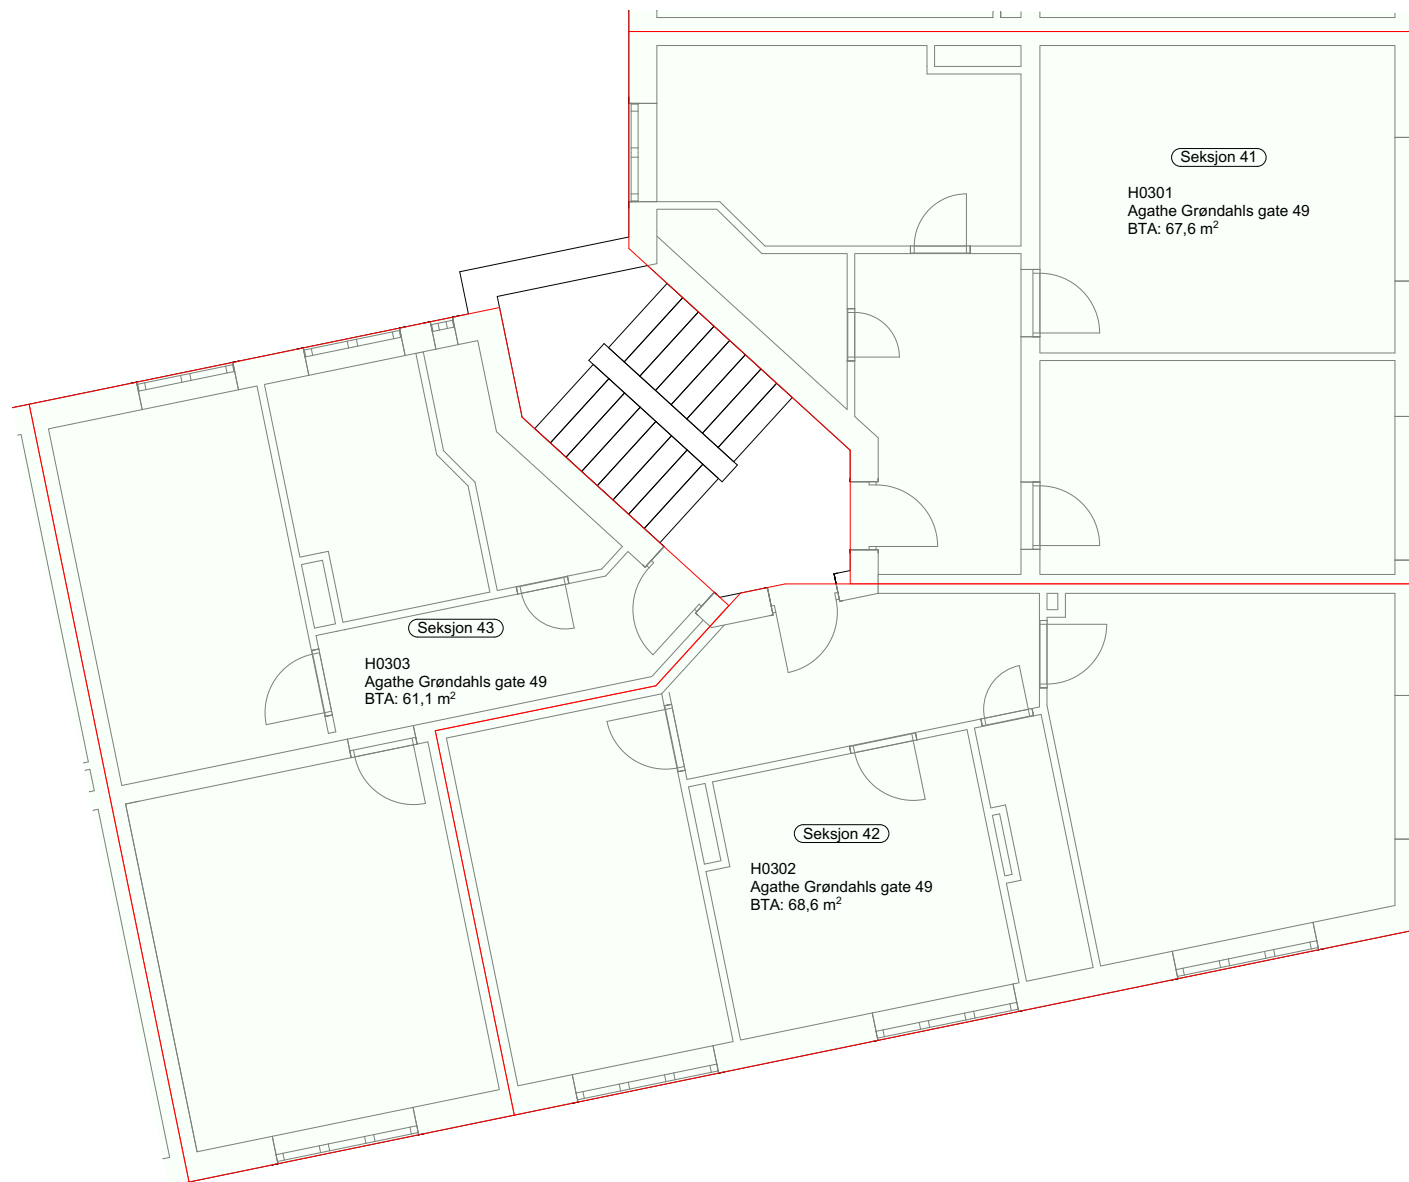 Seksjon 41
H0301
Agathe Grøndahls gate 49
BTA: 67,6 m²
Seksjon 43
H0303
Agathe Grøndahls gate 49
BTA: 61,1 m²
Seksjon 42
H0302
Agathe Grøndahls gate 49
BTA: 68,6 m²